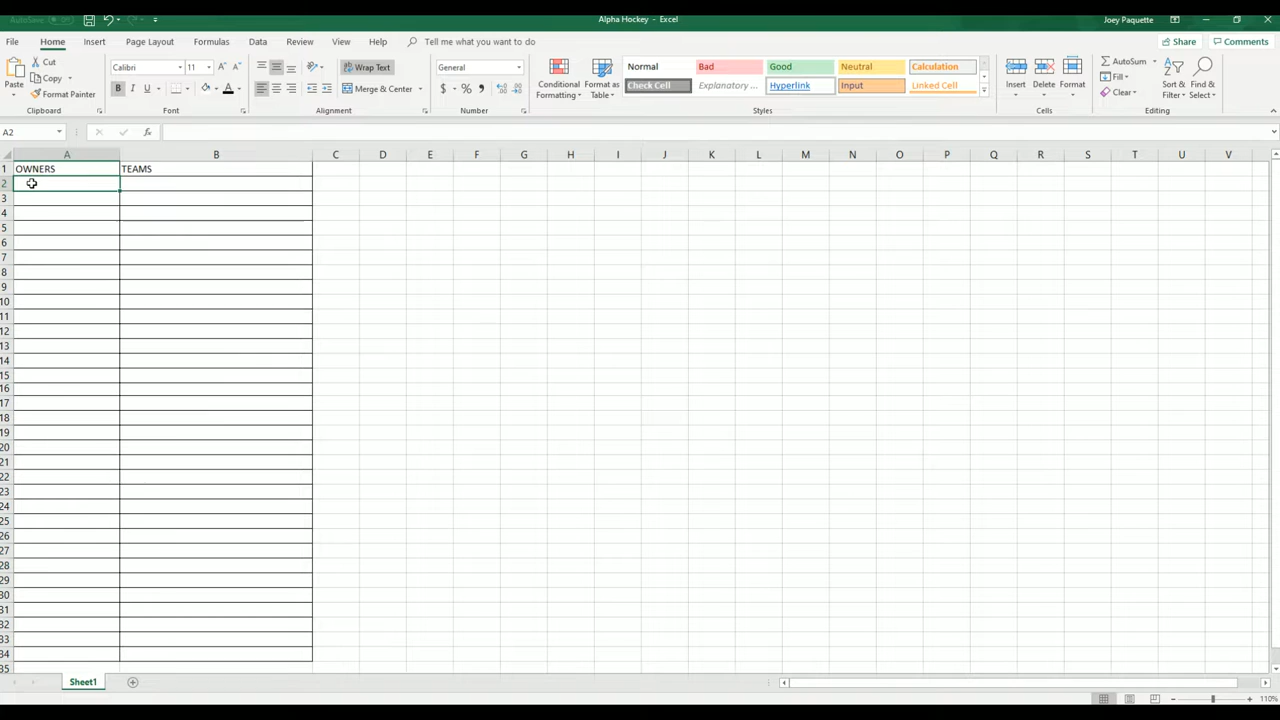 AutoSave Off
Alpha Hockey - Excel
Joey Paquette
File Home Insert Page Layout Formulas Data Review View Help Tell me what you want to do
Share Comments
Paste
Cut
Copy
Format Painter
Clipboard
Calibri 11
B I U
Font
Wrap Text
Merge & Center
Alignment
General
$ % ,
Number
Conditional Formatting
Format as Table
Normal Bad Good Neutral Calculation
Check Cell Explanatory ... Hyperlink Input Linked Cell
Styles
Insert Delete Format
Cells
AutoSum
Fill
Clear
Sort & Filter
Find & Select
Editing
A2 fx
A B C D E F G H I J K L M N O P Q R S T U V
1 OWNERS TEAMS
2
3
4
5
6
7
8
9
10
11
12
13
14
15
16
17
18
19
20
21
22
23
24
25
26
27
28
29
30
31
32
33
34
35
Sheet1
110%